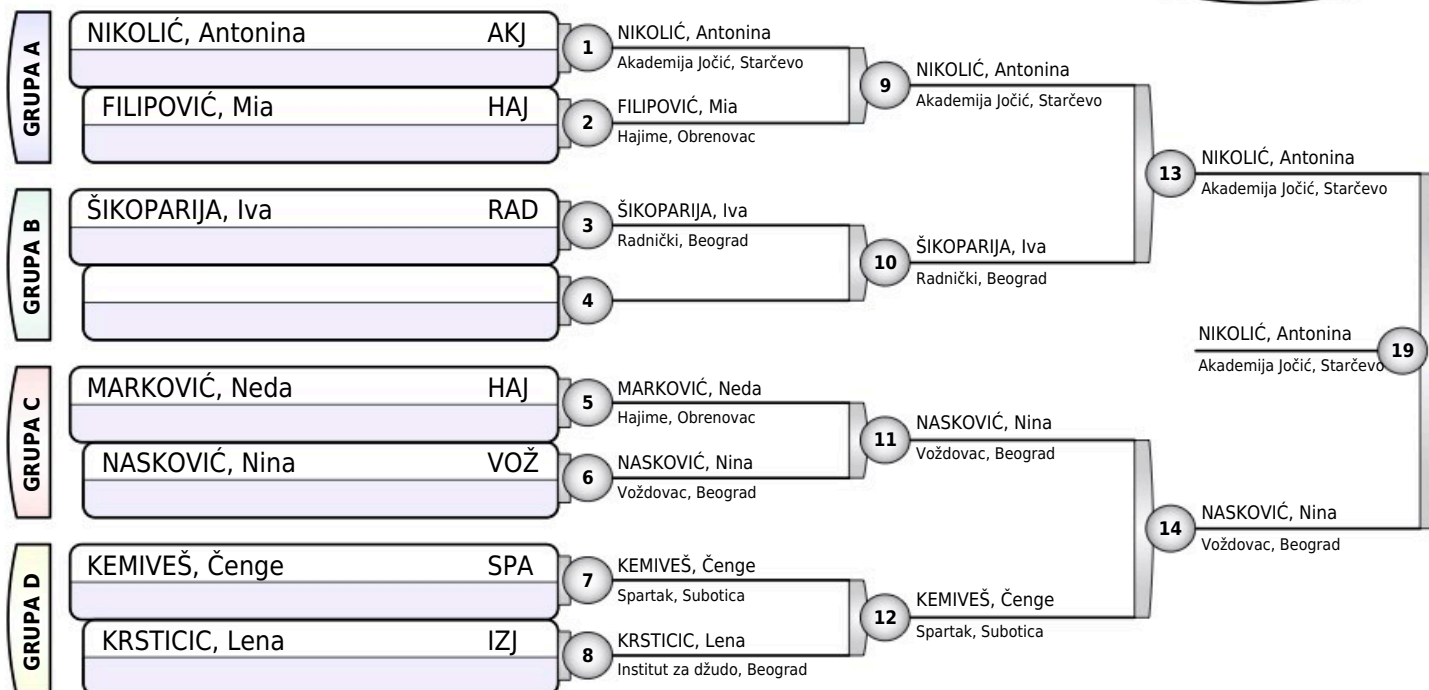 GRUPA A
NIKOLIĆ, Antonina AKJ
FILIPOVIĆ, Mia HAJ
GRUPA B
ŠIKOPARIJA, Iva RAD
GRUPA C
MARKOVIĆ, Neda HAJ
NASKOVIĆ, Nina VOŽ
GRUPA D
KEMIVEŠ, Čenge SPA
KRSTICIC, Lena IZJ
1
NIKOLIĆ, Antonina
Akademija Jočić, Starčevo
2
FILIPOVIĆ, Mia
Hajime, Obrenovac
3
ŠIKOPARIJA, Iva
Radnički, Beograd
4
5
MARKOVIĆ, Neda
Hajime, Obrenovac
6
NASKOVIĆ, Nina
Voždovac, Beograd
7
KEMIVEŠ, Čenge
Spartak, Subotica
8
KRSTICIC, Lena
Institut za džudo, Beograd
9
NIKOLIĆ, Antonina
Akademija Jočić, Starčevo
10
ŠIKOPARIJA, Iva
Radnički, Beograd
11
NASKOVIĆ, Nina
Voždovac, Beograd
12
KEMIVEŠ, Čenge
Spartak, Subotica
13
NIKOLIĆ, Antonina
Akademija Jočić, Starčevo
14
NASKOVIĆ, Nina
Voždovac, Beograd
NIKOLIĆ, Antonina
Akademija Jočić, Starčevo
19